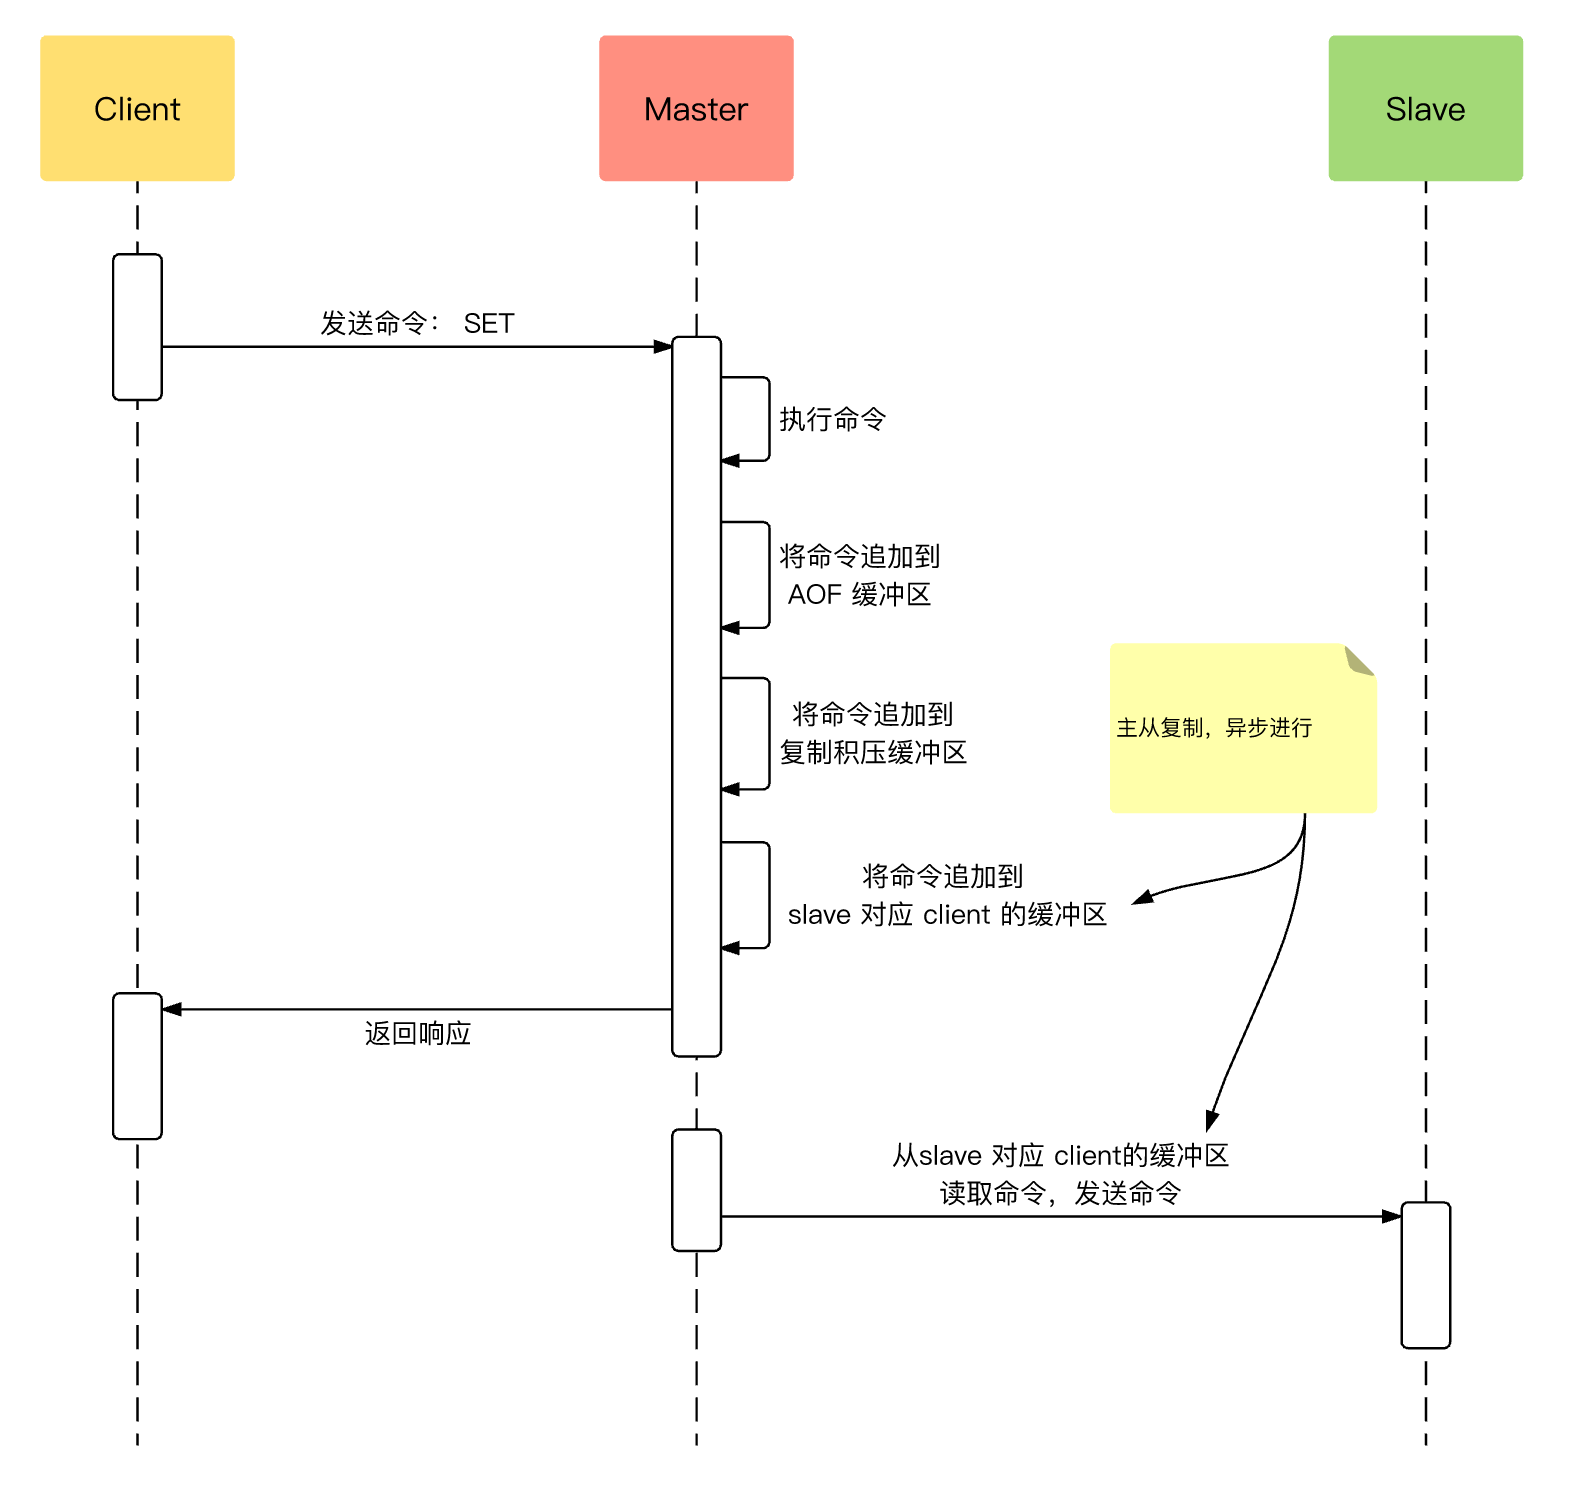 Client
Master
Slave
发送命令： SET
执行命令
将命令追加到
AOF 缓冲区
将命令追加到
复制积压缓冲区
主从复制，异步进行
将命令追加到
slave 对应 client 的缓冲区
返回响应
从slave 对应 client的缓冲区
读取命令，发送命令